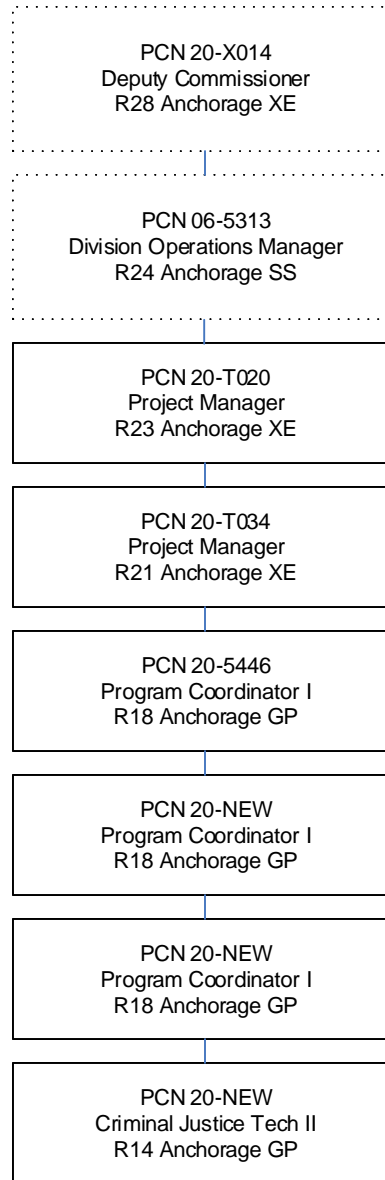 PCN 20-X014
Deputy Commissioner
R28 Anchorage XE
PCN 06-5313
Division Operations Manager
R24 Anchorage SS
PCN 20-T020
Project Manager
R23 Anchorage XE
PCN 20-T034
Project Manager
R21 Anchorage XE
PCN 20-5446
Program Coordinator I
R18 Anchorage GP
PCN 20-NEW
Program Coordinator I
R18 Anchorage GP
PCN 20-NEW
Program Coordinator I
R18 Anchorage GP
PCN 20-NEW
Criminal Justice Tech II
R14 Anchorage GP